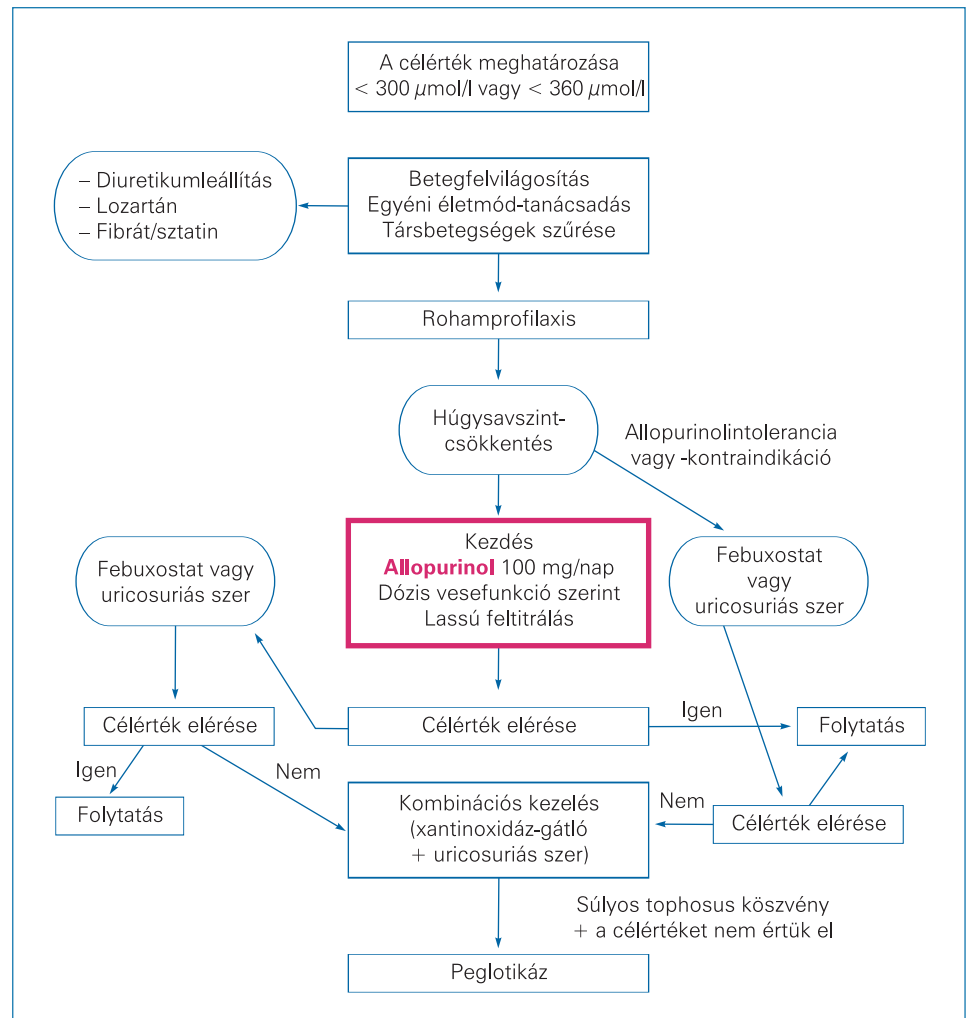 A célérték meghatározása
< 300 µmol/l vagy < 360 µmol/l
– Diuretikumleállítás
– Lozartán
– Fibrát/sztatin
Betegfelvilágosítás
Egyéni életmód-tanácsadás
Társbetegségek szűrése
Rohamprofilaxis
Húgysavszint-
csökkentés
Allopurinolintolerancia
vagy -kontraindikáció
Kezdés
Allopurinol 100 mg/nap
Dózis vesefunkció szerint
Lassú feltitrálás
Febuxostat vagy
uricosuriás szer
Febuxostat
vagy
uricosuriás szer
Célérték elérése
Célérték elérése
Igen
Folytatás
Igen
Nem
Folytatás
Kombinációs kezelés
(xantinoxidáz-gátló
+ uricosuriás szer)
Nem
Célérték elérése
Súlyos tophosus köszvény
+ a célértéket nem értük el
Peglotikáz